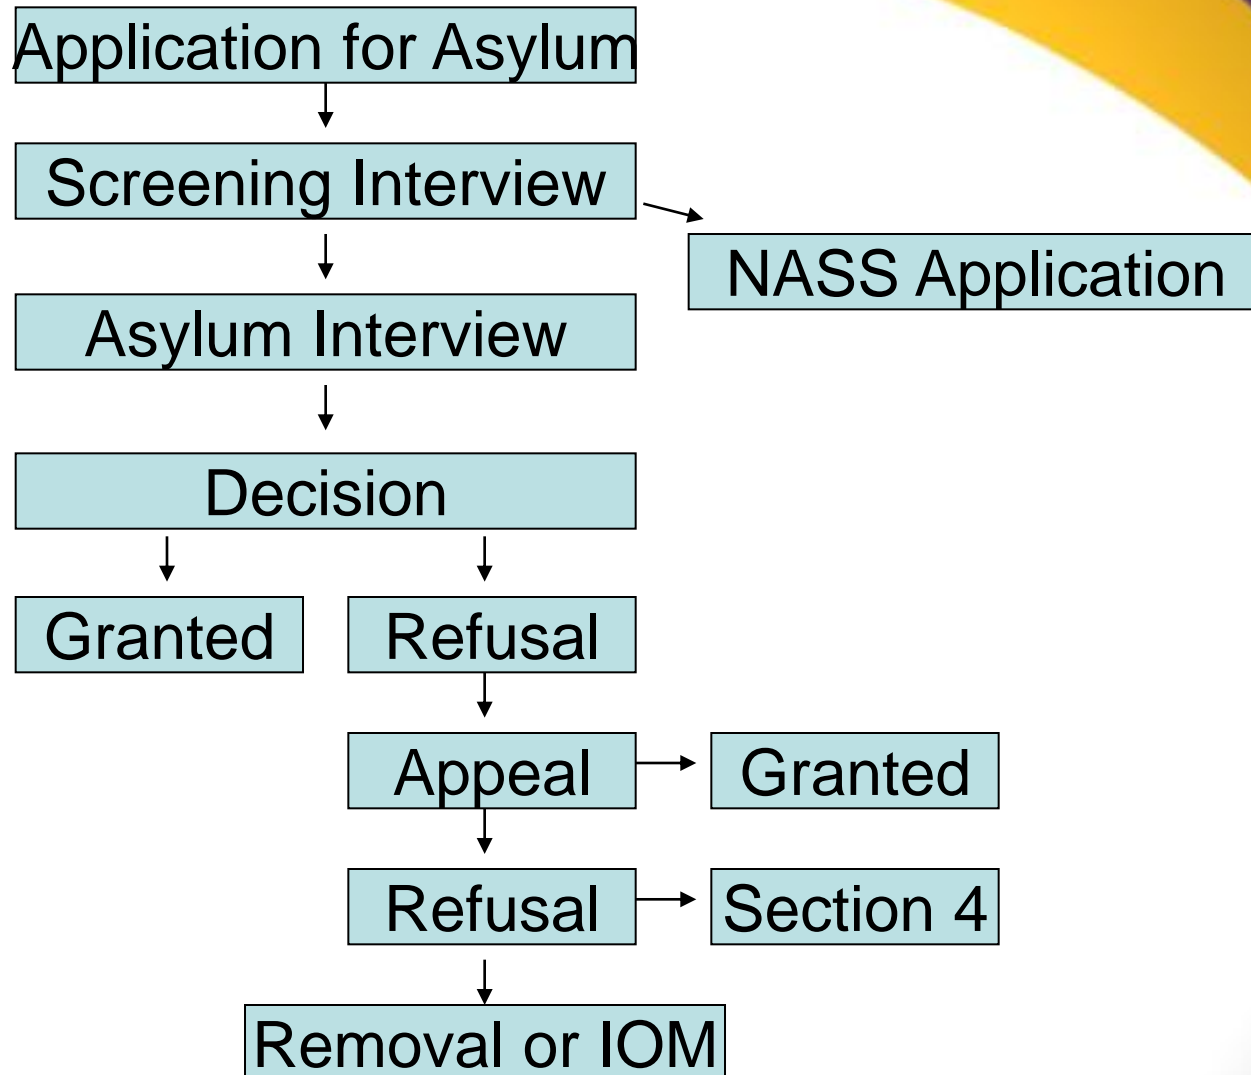 Application for Asylum
Screening Interview
NASS Application
Asylum Interview
Decision
Granted
Refusal
Appeal
Granted
Refusal
Section 4
Removal or IOM